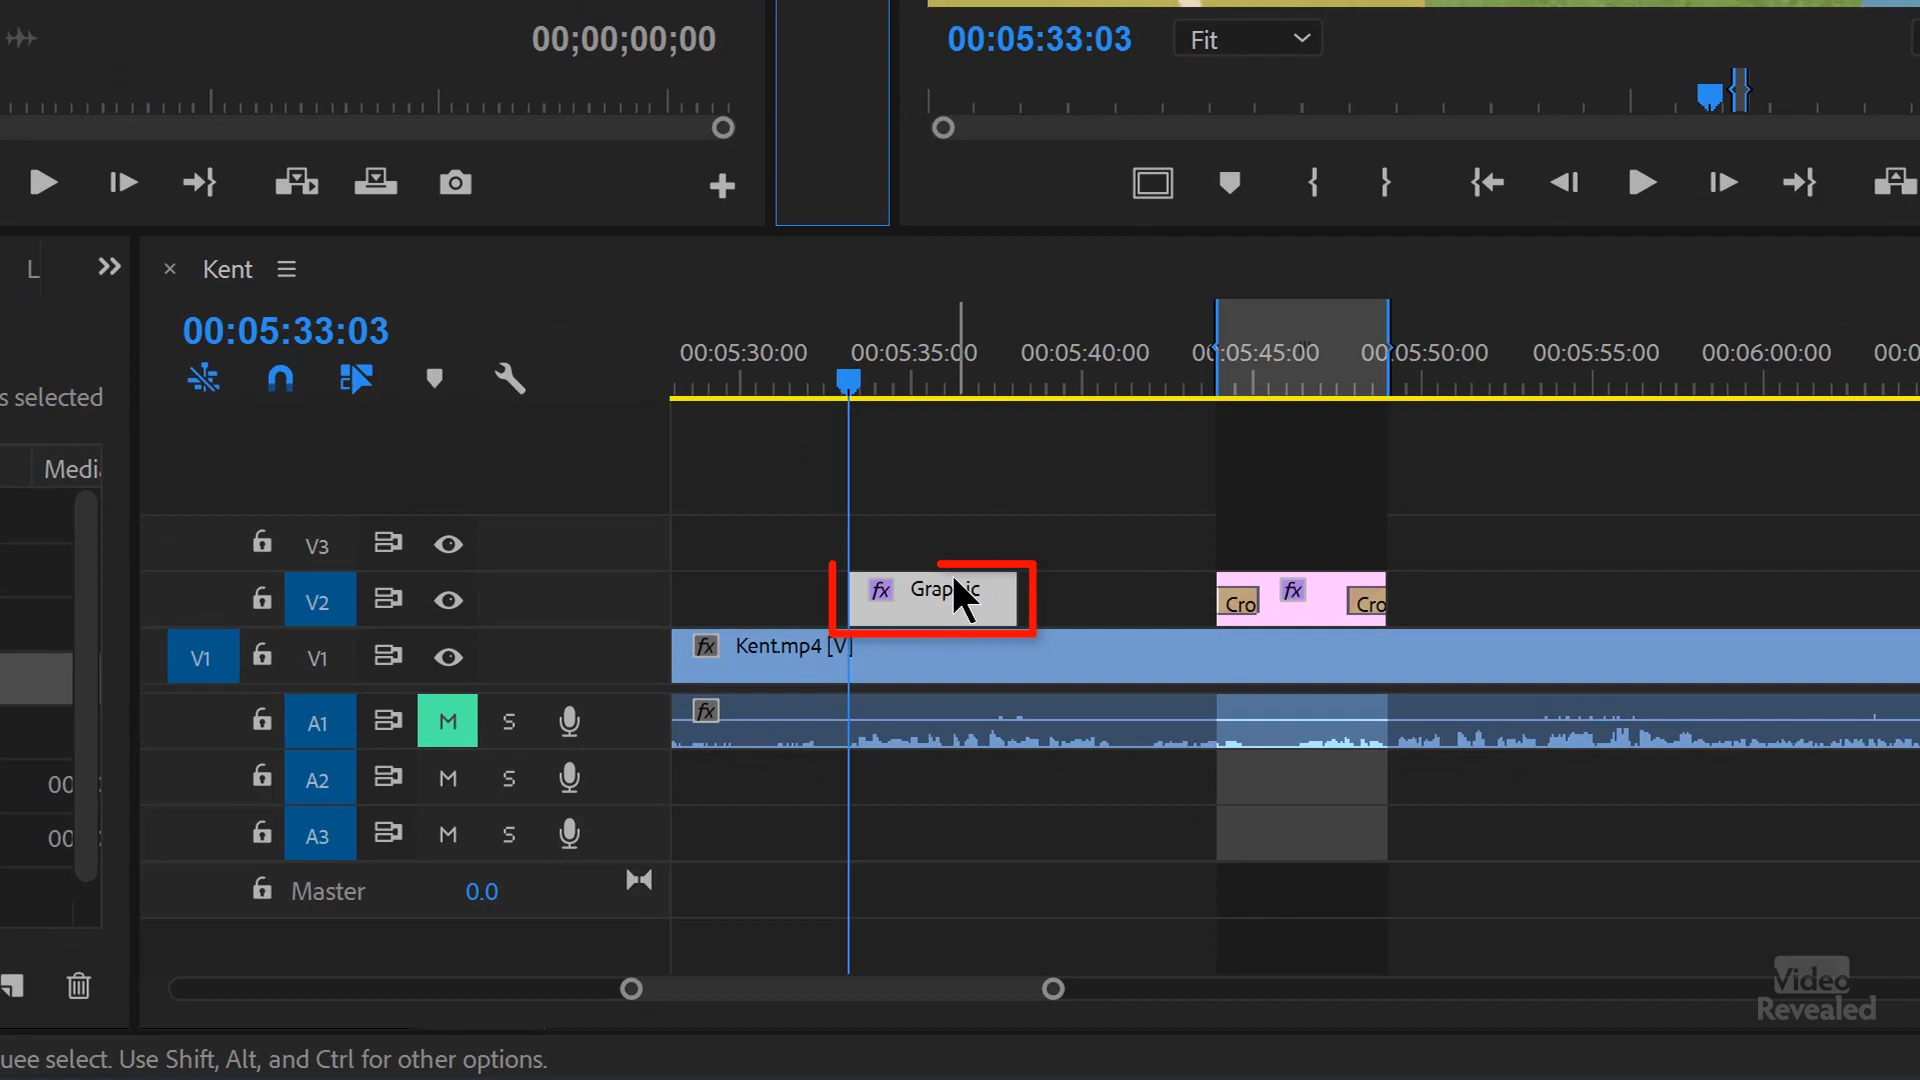 00;00;00;00
00:05:33:03
Fit
L
Kent
00:05:33:03
00:05:30:00
00:05:35:00
00:05:40:00
00:05:45:00
00:05:50:00
00:05:55:00
00:06:00:00
00:0
s selected
Medi
V3
V2
fx Graphic
Cro fx Cro
V1
V1
fx Kent.mp4 [V]
A1 M S
fx
A2 M S
00
A3 M S
00
Master 0.0
Video
Revealed
uee select. Use Shift, Alt, and Ctrl for other options.